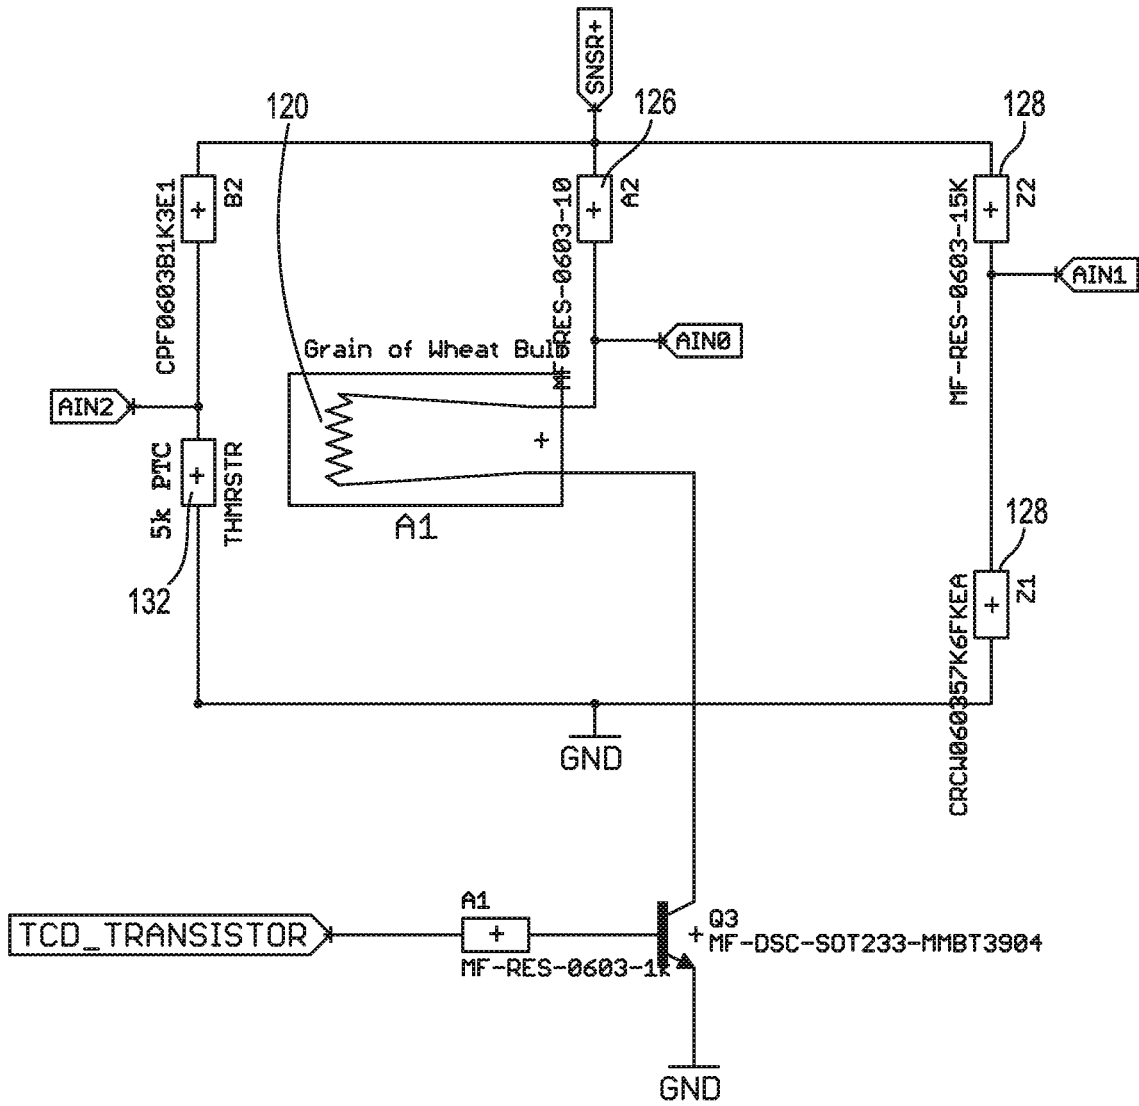 SNSR+
120
126
128
CPF0603B1K3E1
B2
MF-RES-0603-10
A2
MF-RES-0603-15K
Z2
AIN1
Grain of Wheat Bulb
AIN0
AIN2
5k PTC
THMRSTR
A1
132
128
CRCW060357K6FKEA
Z1
GND
TCD_TRANSISTOR
A1
MF-RES-0603-1k
Q3
MF-DSC-SOT233-MMBT3904
GND